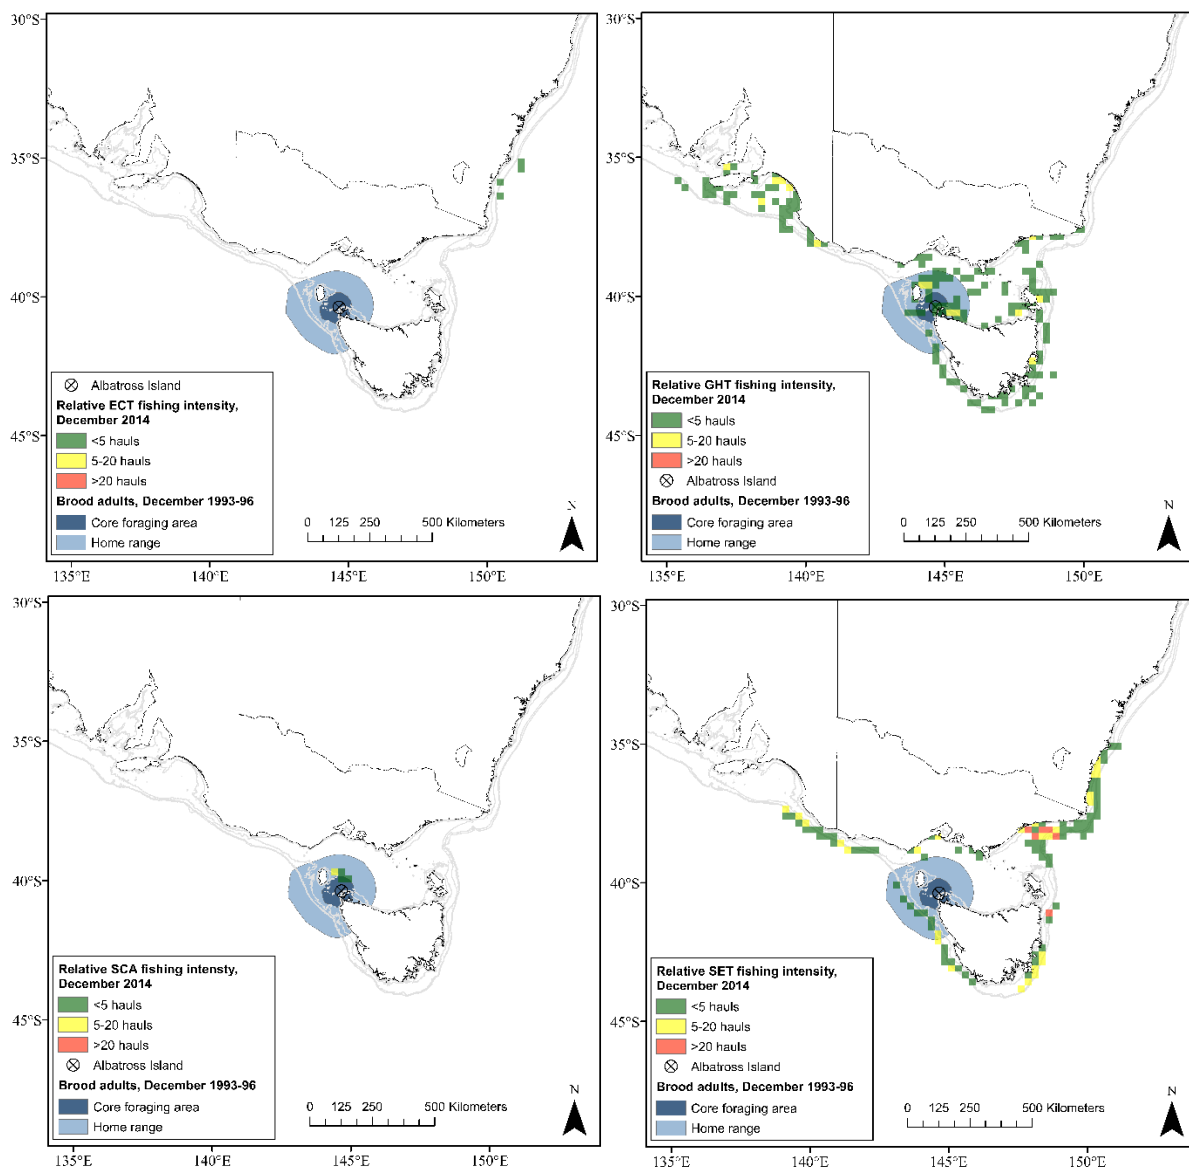 30°S
35°S
40°S
45°S
Albatross Island
Relative ECT fishing intensity,
December 2014
<5 hauls
5-20 hauls
>20 hauls
Brood adults, December 1993-96
Core foraging area
Home range
0 125 250 500 Kilometers
N
135°E 140°E 145°E 150°E
30°S
35°S
40°S
45°S
Relative GHT fishing intensity,
December 2014
<5 hauls
5-20 hauls
>20 hauls
Albatross Island
Brood adults, December 1993-96
Core foraging area
Home range
0 125 250 500 Kilometers
N
135°E 140°E 145°E 150°E
30°S
35°S
40°S
45°S
Relative SCA fishing intensty,
December 2014
<5 hauls
5-20 hauls
>20 hauls
Albatross Island
Brood adults, December 1993-96
Core foraging area
Home range
0 125 250 500 Kilometers
N
135°E 140°E 145°E 150°E
30°S
35°S
40°S
45°S
Relative SET fishing intensity,
December 2014
<5 hauls
5-20 hauls
>20 hauls
Albatross Island
Brood adults, December 1993-96
Core foraging area
Home range
0 125 250 500 Kilometers
N
135°E 140°E 145°E 150°E